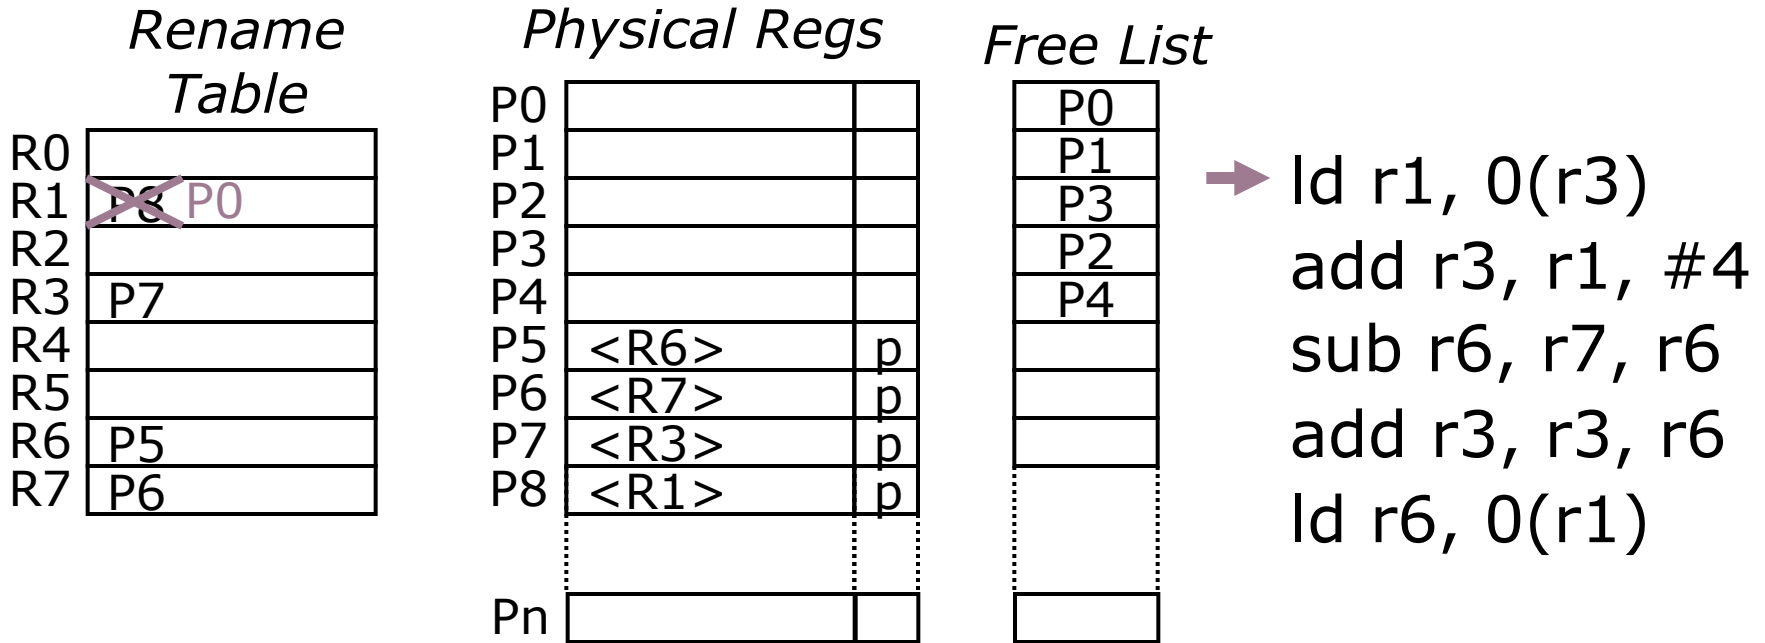 Rename
Table
R0
R1 P8 P0
R2
R3 P7
R4
R5
R6 P5
R7 P6
Physical Regs
P0
P1
P2
P3
P4
P5 <R6> p
P6 <R7> p
P7 <R3> p
P8 <R1> p
Pn
Free List
P0
P1
P3
P2
P4
ld r1, 0(r3)
add r3, r1, #4
sub r6, r7, r6
add r3, r3, r6
ld r6, 0(r1)